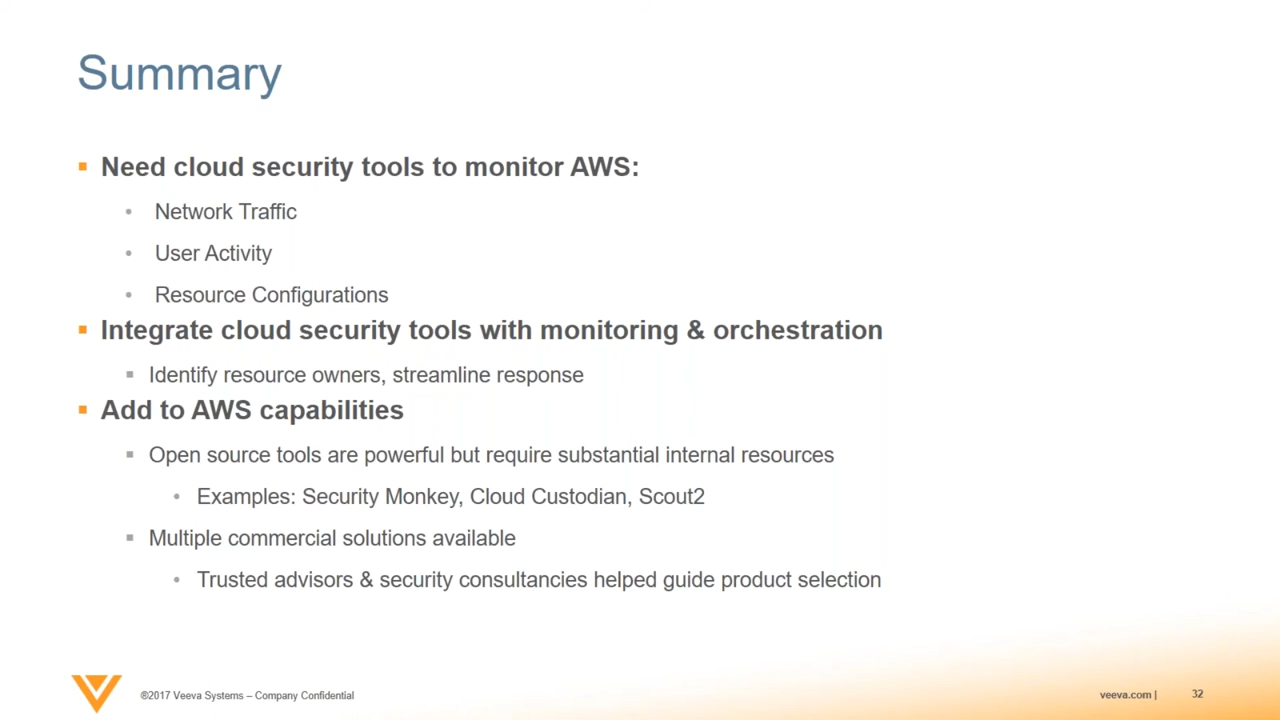 Summary
▪ Need cloud security tools to monitor AWS:
• Network Traffic
• User Activity
• Resource Configurations
▪ Integrate cloud security tools with monitoring & orchestration
▪ Identify resource owners, streamline response
▪ Add to AWS capabilities
▪ Open source tools are powerful but require substantial internal resources
• Examples: Security Monkey, Cloud Custodian, Scout2
▪ Multiple commercial solutions available
• Trusted advisors & security consultancies helped guide product selection
®2017 Veeva Systems – Company Confidential
veeva.com | 32